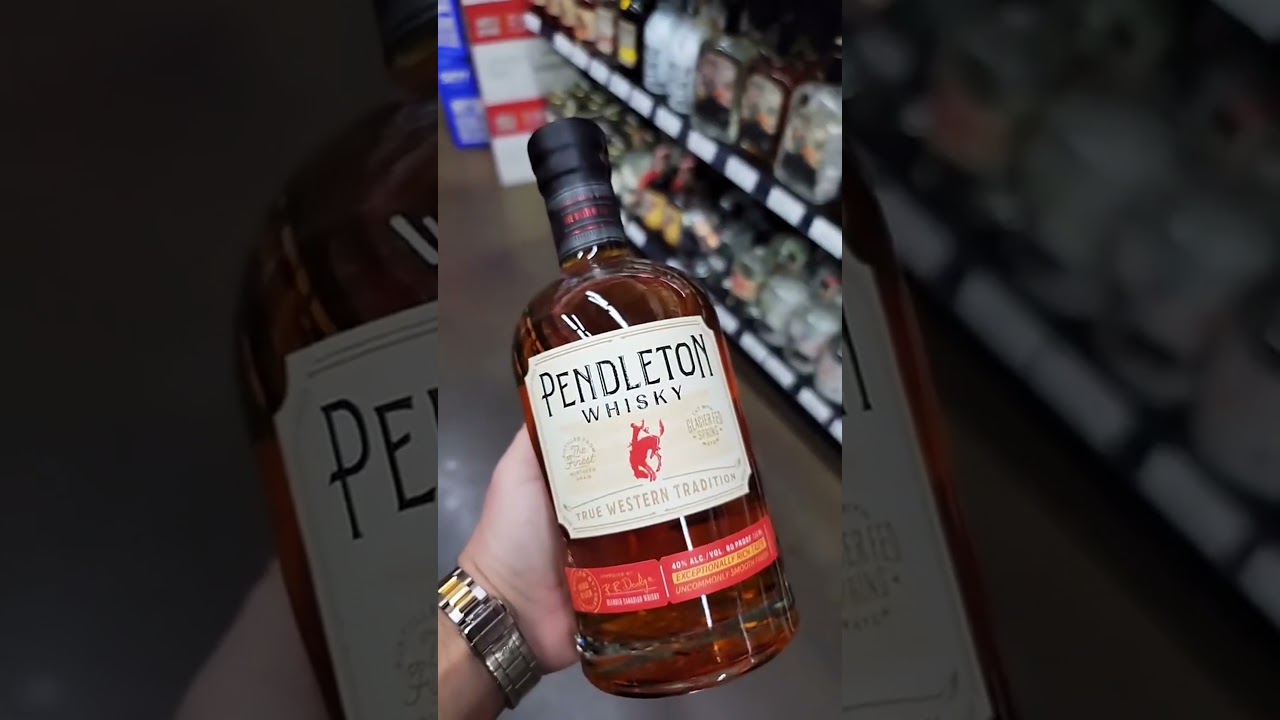 PENDLETON
WHISKY
The
Finest
GLACIER FED
SPRING
TRUE WESTERN TRADITION
40% ALC./VOL. 80 PROOF
EXCEPTIONALLY RICH TASTE
UNCOMMONLY SMOOTH FINISH
BLENDED CANADIAN WHISKY
PE